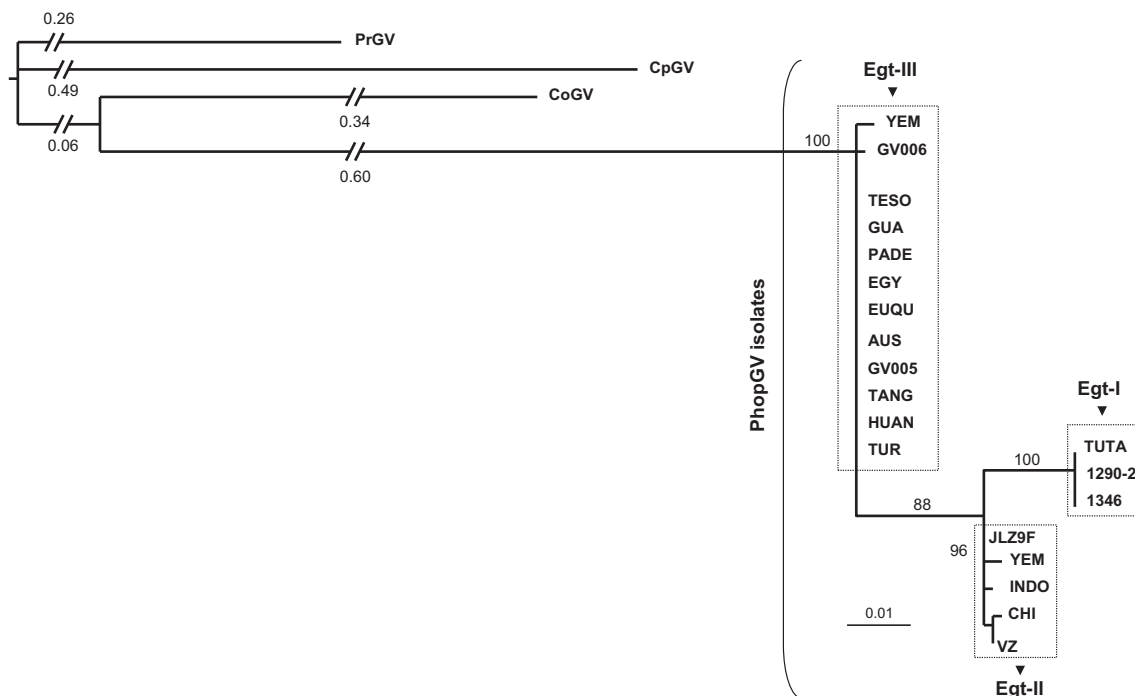 0.26
PrGV
CpGV
0.49
CoGV
0.34
0.06
0.60
100
Egt-III
YEM
GV006
TESO
GUA
PADE
EGY
EUQU
AUS
GV005
TANG
HUAN
TUR
PhopGV isolates
Egt-I
TUTA
1290-2
1346
100
88
96
JLZ9F
YEM
INDO
CHI
VZ
0.01
Egt-II